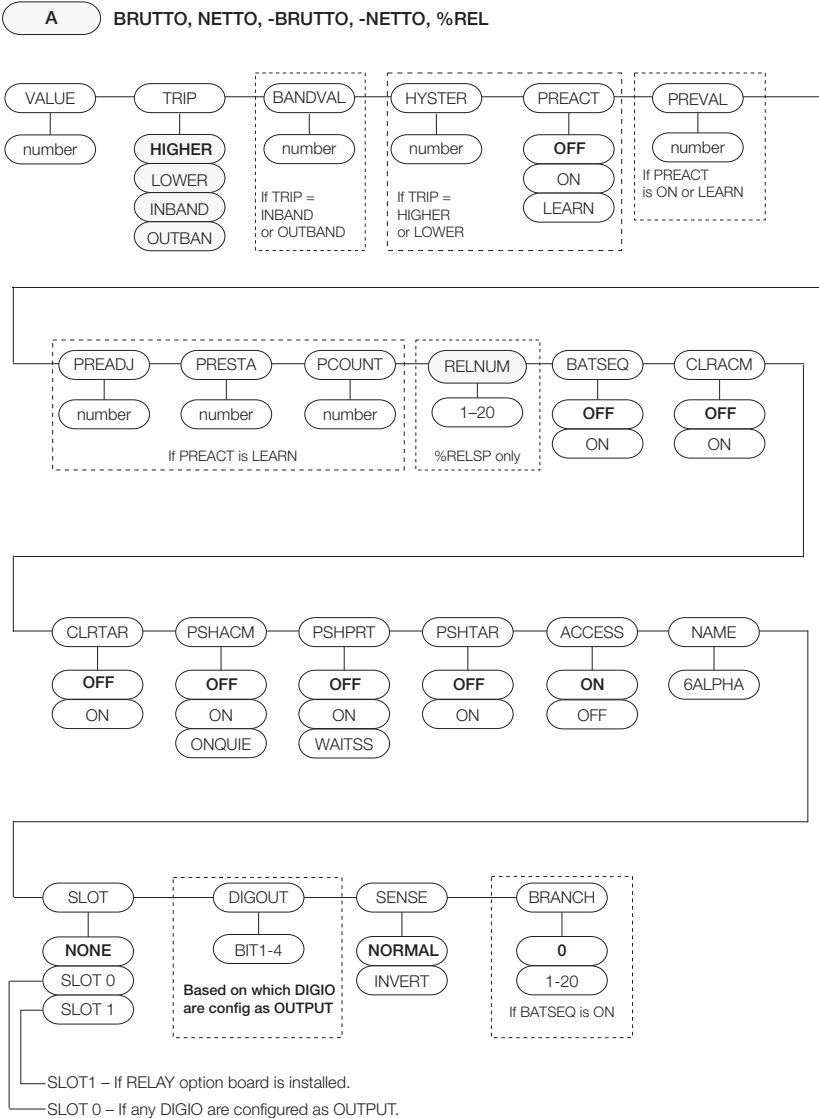 A BRUTTO, NETTO, -BRUTTO, -NETTO, %REL
VALUE TRIP BANDVAL HYSTER PREACT PREVAL
number HIGHER number number OFF number
LOWER ON
INBAND LEARN
OUTBAN
If TRIP =
INBAND
or OUTBAND
If TRIP =
HIGHER
or LOWER
If PREACT
is ON or LEARN
PREADJ PRESTA PCOUNT RELNUM BATSEQ CLRACM
number number number 1–20 OFF OFF
ON ON
If PREACT is LEARN %RELSP only
CLRTAR PSHACM PSHPRT PSHTAR ACCESS NAME
OFF OFF OFF OFF ON 6ALPHA
ON ON ON ON OFF
ONQUIE WAITSS
SLOT DIGOUT SENSE BRANCH
NONE BIT1-4 NORMAL 0
SLOT 0 INVERT 1-20
SLOT 1
Based on which DIGIO
are config as OUTPUT
If BATSEQ is ON
SLOT1 – If RELAY option board is installed.
SLOT 0 – If any DIGIO are configured as OUTPUT.